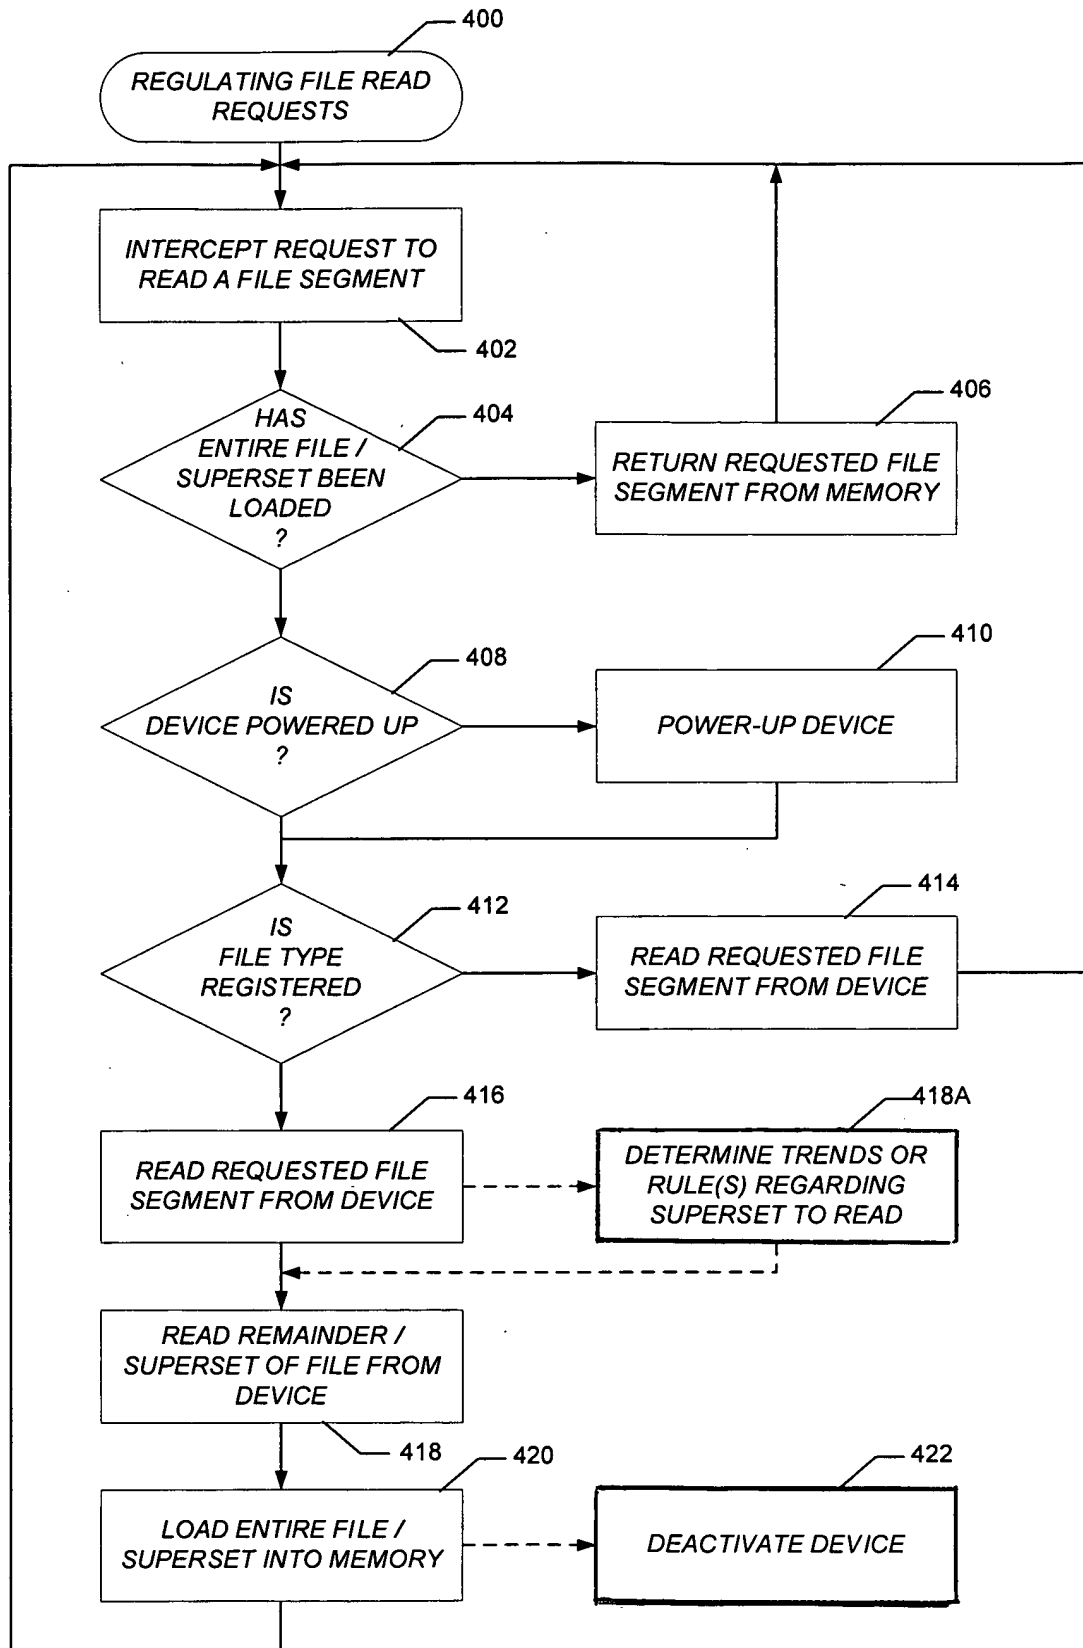 400
REGULATING FILE READ
REQUESTS
INTERCEPT REQUEST TO
READ A FILE SEGMENT
402
HAS
ENTIRE FILE /
SUPERSET BEEN
LOADED
?
404
406
RETURN REQUESTED FILE
SEGMENT FROM MEMORY
IS
DEVICE POWERED UP
?
408
410
POWER-UP DEVICE
IS
FILE TYPE
REGISTERED
?
412
414
READ REQUESTED FILE
SEGMENT FROM DEVICE
416
READ REQUESTED FILE
SEGMENT FROM DEVICE
418A
DETERMINE TRENDS OR
RULE(S) REGARDING
SUPERSET TO READ
READ REMAINDER /
SUPERSET OF FILE FROM
DEVICE
418
420
LOAD ENTIRE FILE /
SUPERSET INTO MEMORY
422
DEACTIVATE DEVICE